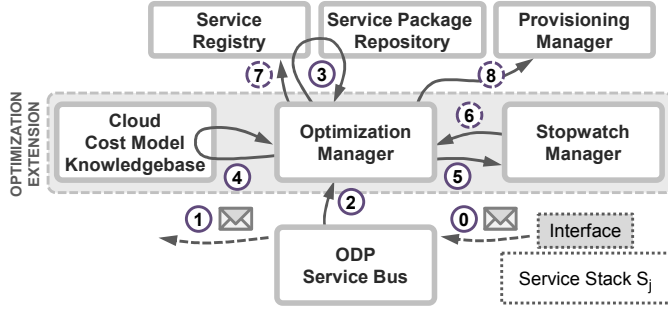 Service
Registry
Service Package
Repository
Provisioning
Manager
7
3
8
OPTIMIZATION
EXTENSION
Cloud
Cost Model
Knowledgebase
Optimization
Manager
Stopwatch
Manager
6
4
5
1
2
0
ODP
Service Bus
Interface
Service Stack Sj